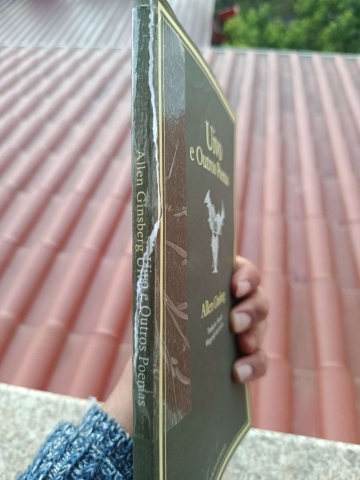 Allen Ginsberg Uivo e Outros Poemas
Uivo
e Outros Poemas
Allen Ginsberg